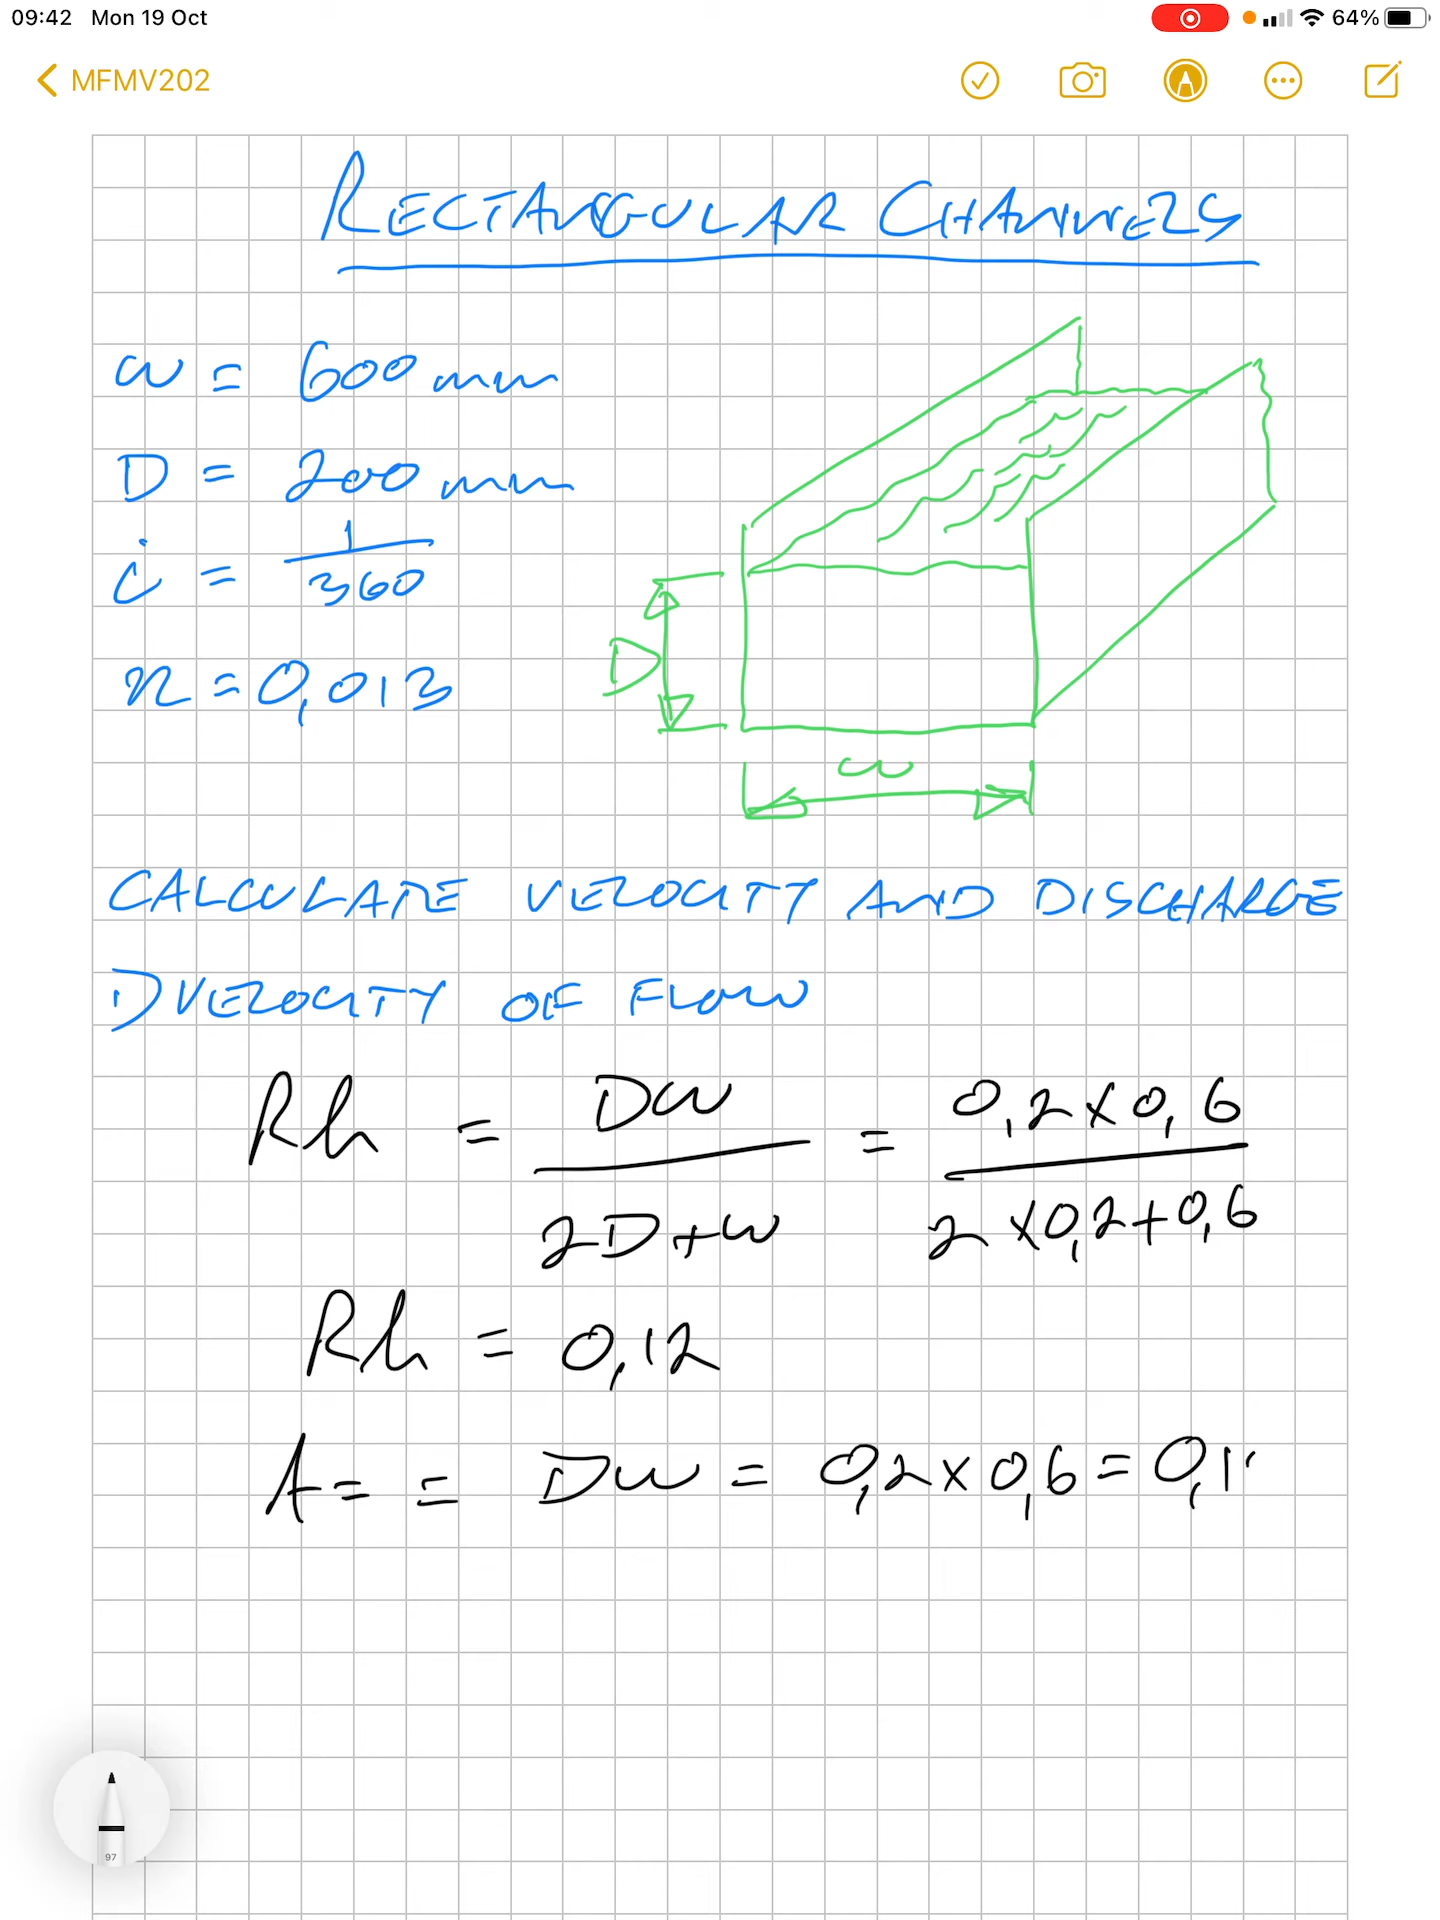 09:42 Mon 19 Oct 64%
MFMV202
RECTANGULAR CHANNELS
w = 600 mm
D = 200 mm
i = 1/360
n = 0,013
D
w
CALCULATE VELOCITY AND DISCHARGE
1) VELOCITY OF FLOW
Rh = DW / 2D+W = 0,2 x 0,6 / 2 x 0,2 + 0,6
Rh = 0,12
A = = DW = 0,2 x 0,6 = 0,1
97